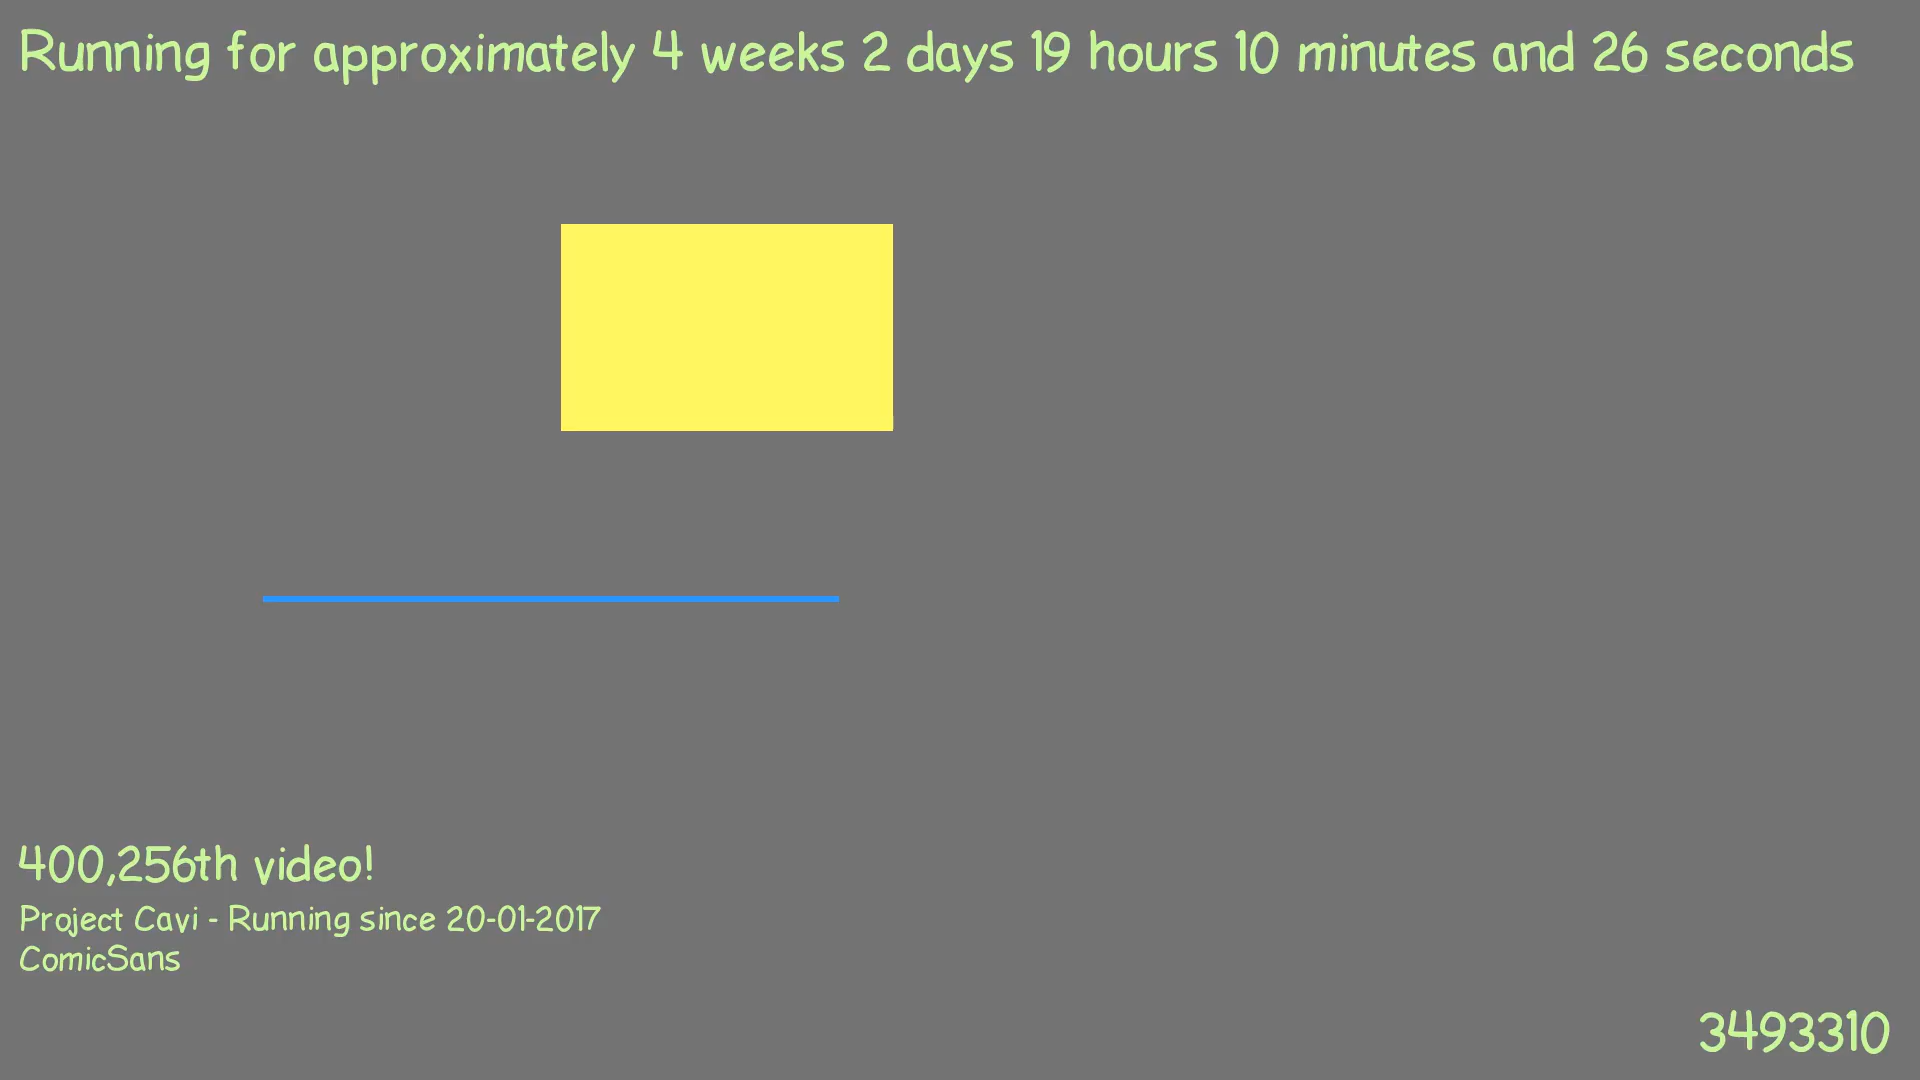 Running for approximately 4 weeks 2 days 19 hours 10 minutes and 26 seconds
400,256th video!
Project Cavi - Running since 20-01-2017
ComicSans
3493310